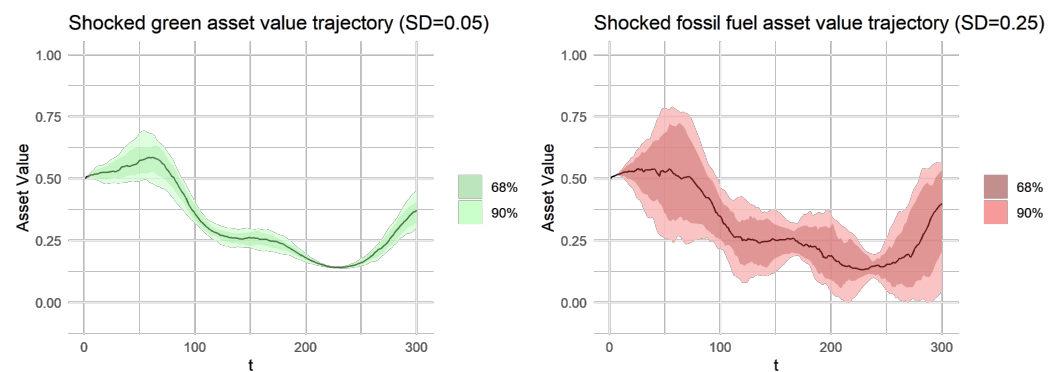 Shocked green asset value trajectory (SD=0.05)
1.00
0.75
0.50
0.25
0.00
Asset Value
0 100 200 300
t
68%
90%
Shocked fossil fuel asset value trajectory (SD=0.25)
1.00
0.75
0.50
0.25
0.00
Asset Value
0 100 200 300
t
68%
90%